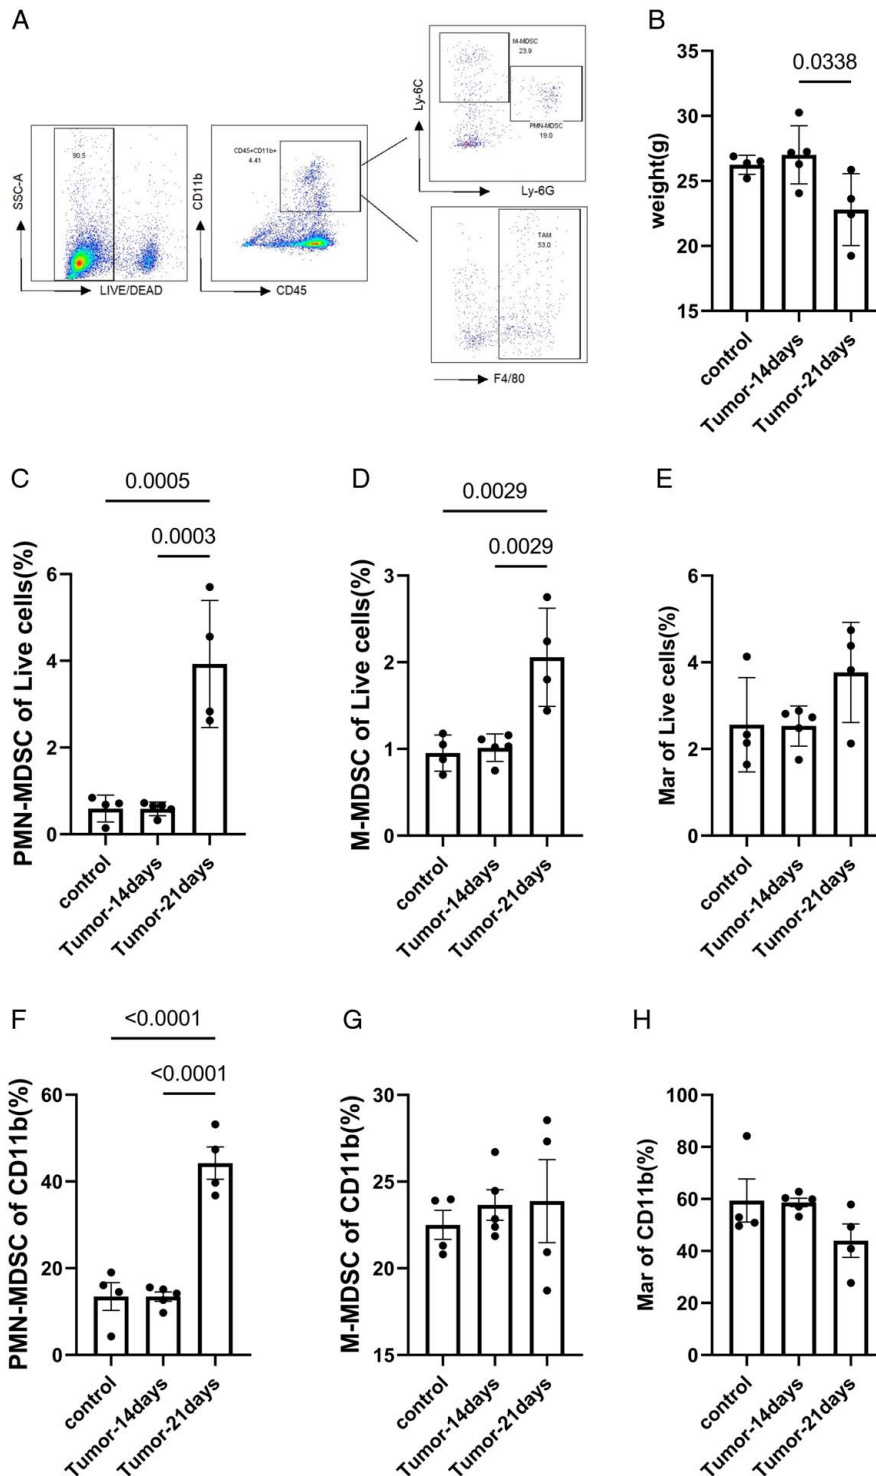 A
SSC-A
90.5
LIVE/DEAD
CD11b
CD45+CD11b+
4.41
CD45
Ly-6C
M-MDSC
23.9
PMN-MDSC
19.0
Ly-6G
TAM
53.0
F4/80
B
weight(g)
35
30
25
20
15
0.0338
control
Tumor-14days
Tumor-21days
C
PMN-MDSC of Live cells(%)
0.0005
0.0003
6
4
2
0
control
Tumor-14days
Tumor-21days
D
M-MDSC of Live cells(%)
0.0029
0.0029
3
2
1
0
control
Tumor-14days
Tumor-21days
E
Mar of Live cells(%)
6
4
2
0
control
Tumor-14days
Tumor-21days
F
PMN-MDSC of CD11b(%)
<0.0001
<0.0001
60
40
20
0
control
Tumor-14days
Tumor-21days
G
M-MDSC of CD11b(%)
30
25
20
15
control
Tumor-14days
Tumor-21days
H
Mar of CD11b(%)
100
80
60
40
20
0
control
Tumor-14days
Tumor-21days